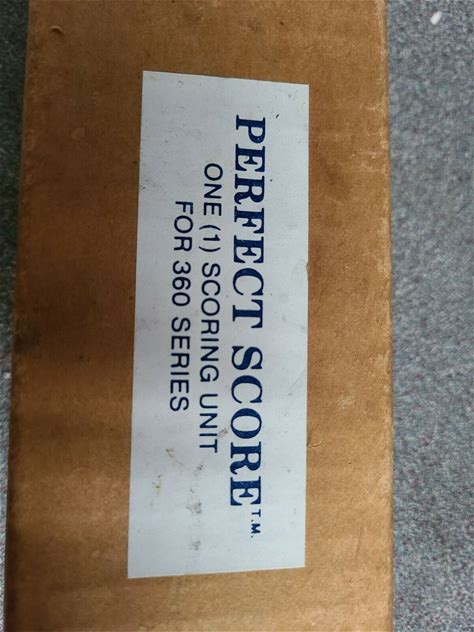 PERFECT SCORE T.M.
ONE (1) SCORING UNIT
FOR 360 SERIES